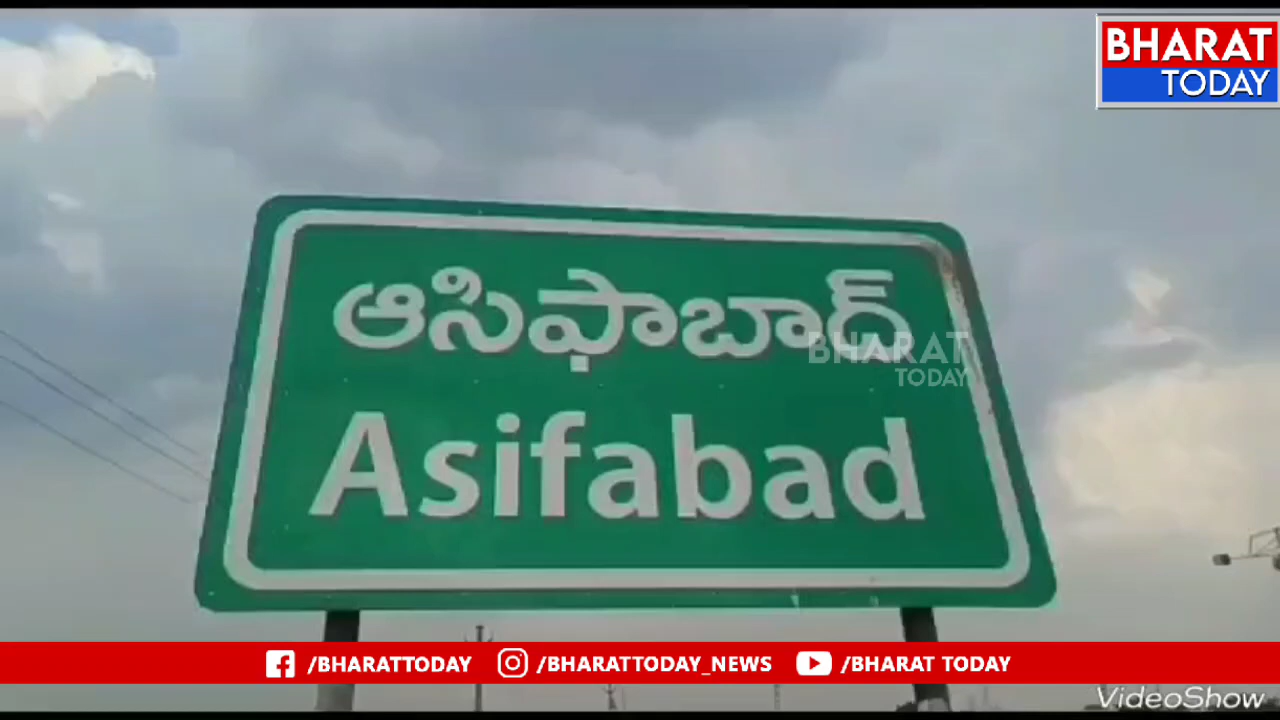 BHARAT
TODAY
ఆసిఫాబాద్
BHARAT
TODAY
Asifabad
/BHARATTODAY /BHARATTODAY_NEWS /BHARAT TODAY
VideoShow